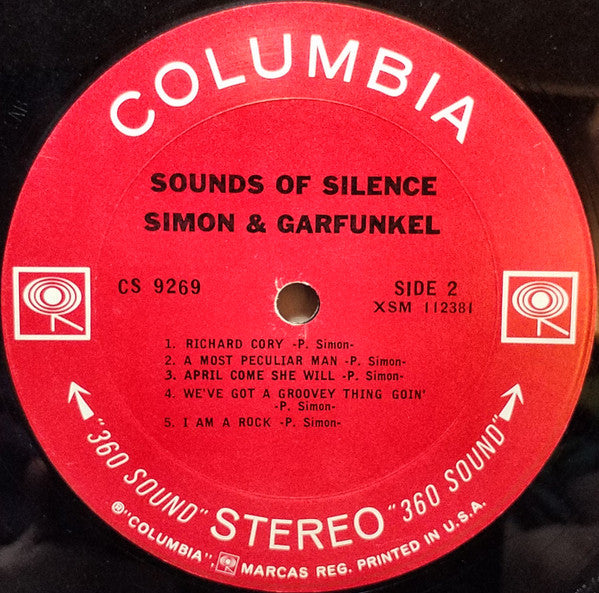 COLUMBIA
SOUNDS OF SILENCE
SIMON & GARFUNKEL
CS 9269
SIDE 2
XSM 112381
1. RICHARD CORY -P. Simon-
2. A MOST PECULIAR MAN -P. Simon-
3. APRIL COME SHE WILL -P. Simon-
4. WE'VE GOT A GROOVEY THING GOIN'
-P. Simon-
5. I AM A ROCK -P. Simon-
"360 SOUND" STEREO "360 SOUND"
®"COLUMBIA", MARCAS REG. PRINTED IN U.S.A.